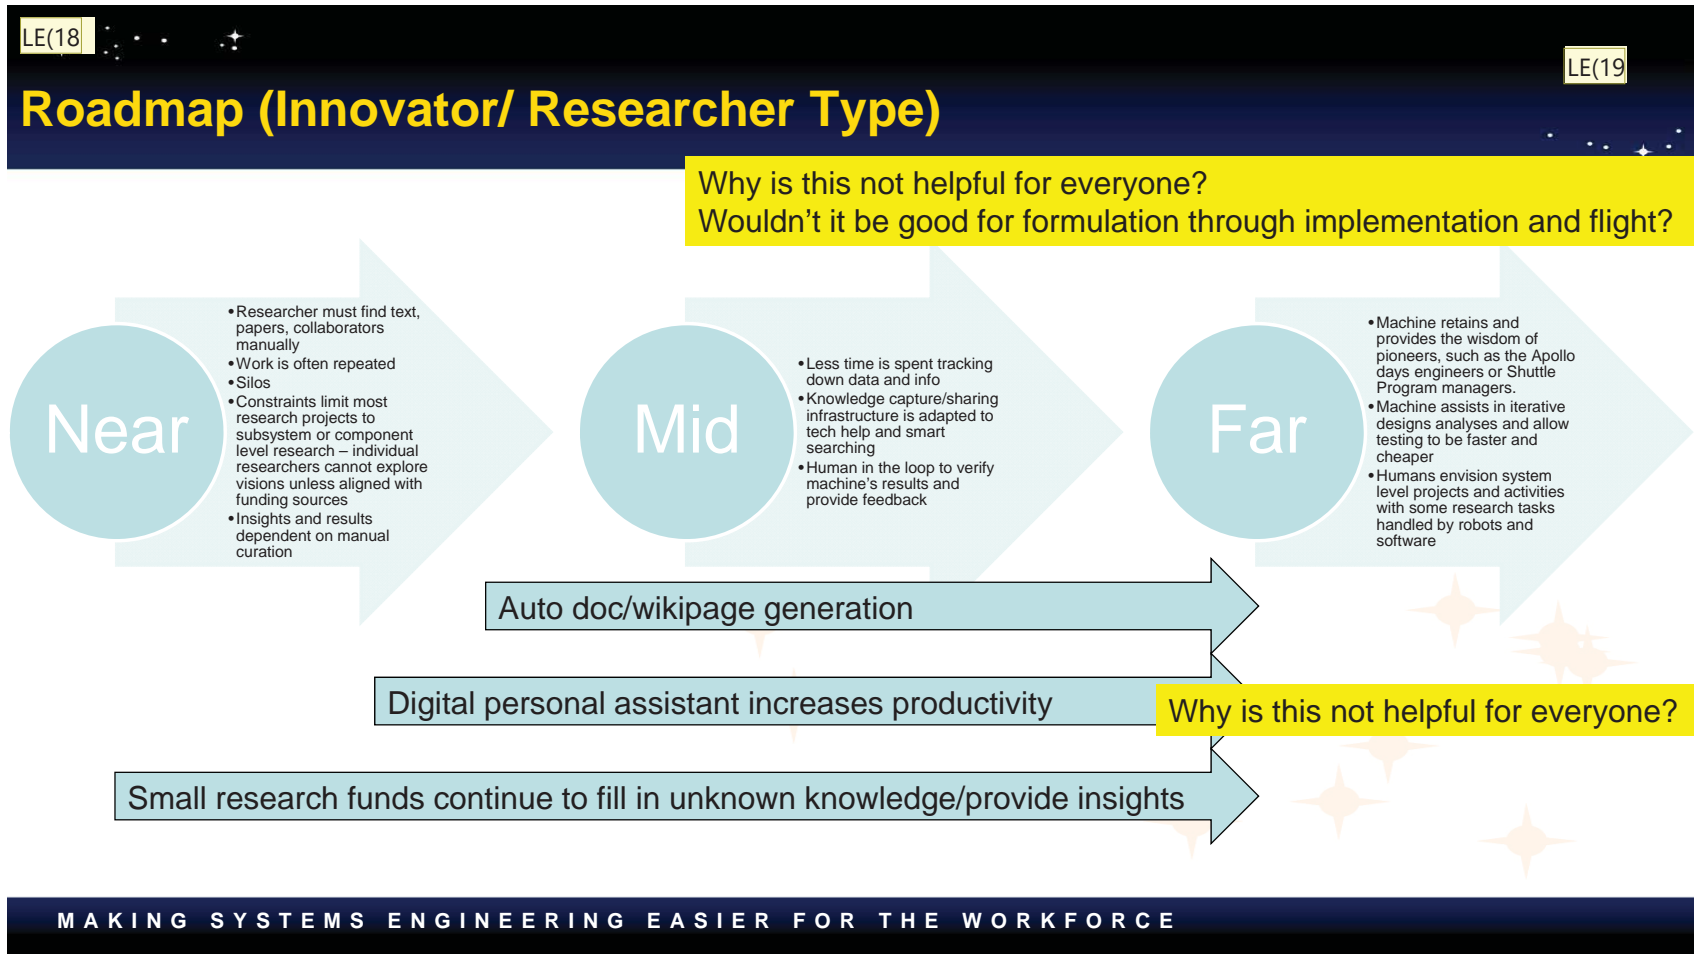 LE(18
LE(19
Roadmap (Innovator/ Researcher Type)
Why is this not helpful for everyone?
Wouldn't it be good for formulation through implementation and flight?
Near
•Researcher must find text,
papers, collaborators
manually
•Work is often repeated
•Silos
•Constraints limit most
research projects to
subsystem or component
level research – individual
researchers cannot explore
visions unless aligned with
funding sources
•Insights and results
dependent on manual
curation
Mid
•Less time is spent tracking
down data and info
•Knowledge capture/sharing
infrastructure is adapted to
tech help and smart
searching
•Human in the loop to verify
machine's results and
provide feedback
Far
•Machine retains and
provides the wisdom of
pioneers, such as the Apollo
days engineers or Shuttle
Program managers.
•Machine assists in iterative
designs analyses and allow
testing to be faster and
cheaper
•Humans envision system
level projects and activities
with some research tasks
handled by robots and
software
Auto doc/wikipage generation
Digital personal assistant increases productivity
Why is this not helpful for everyone?
Small research funds continue to fill in unknown knowledge/provide insights
MAKING SYSTEMS ENGINEERING EASIER FOR THE WORKFORCE